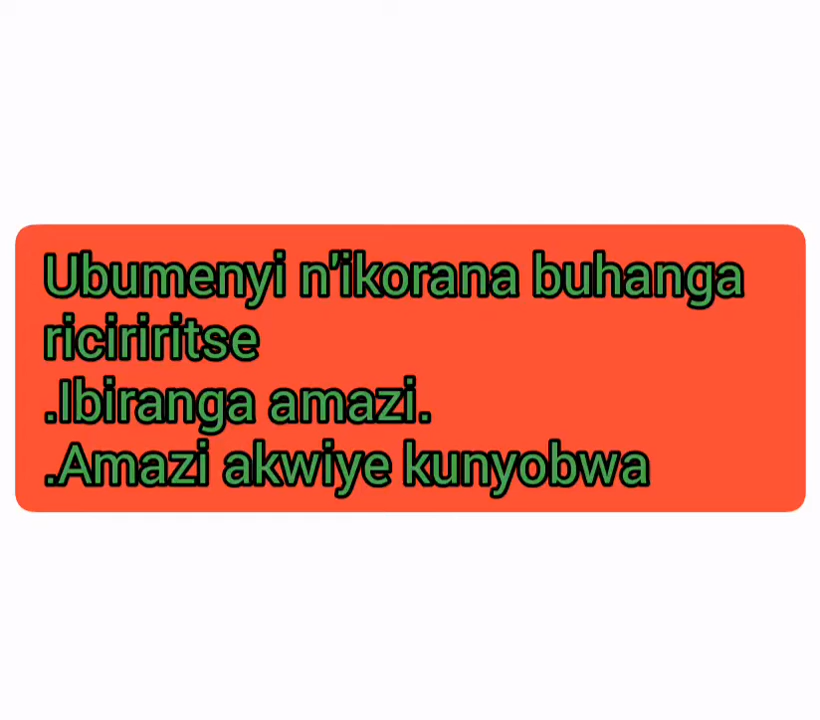 Ubumenyi n'ikorana buhanga
riciriritse
.Ibiranga amazi.
.Amazi akwiye kunyobwa